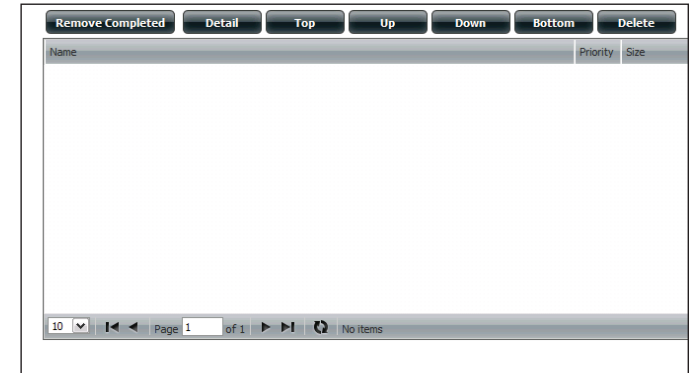 Remove Completed Detail Top Up Down Bottom Delete
Name Priority Size
10 Page 1 of 1 No items